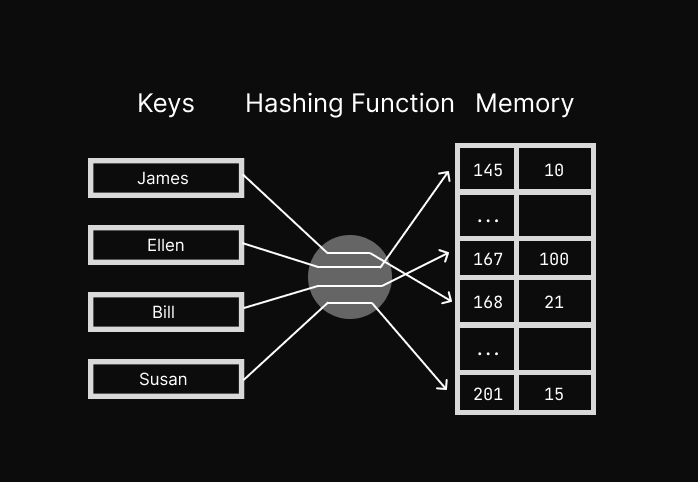 Keys Hashing Function Memory
James
145 10
...
Ellen
167 100
Bill
168 21
...
Susan
201 15